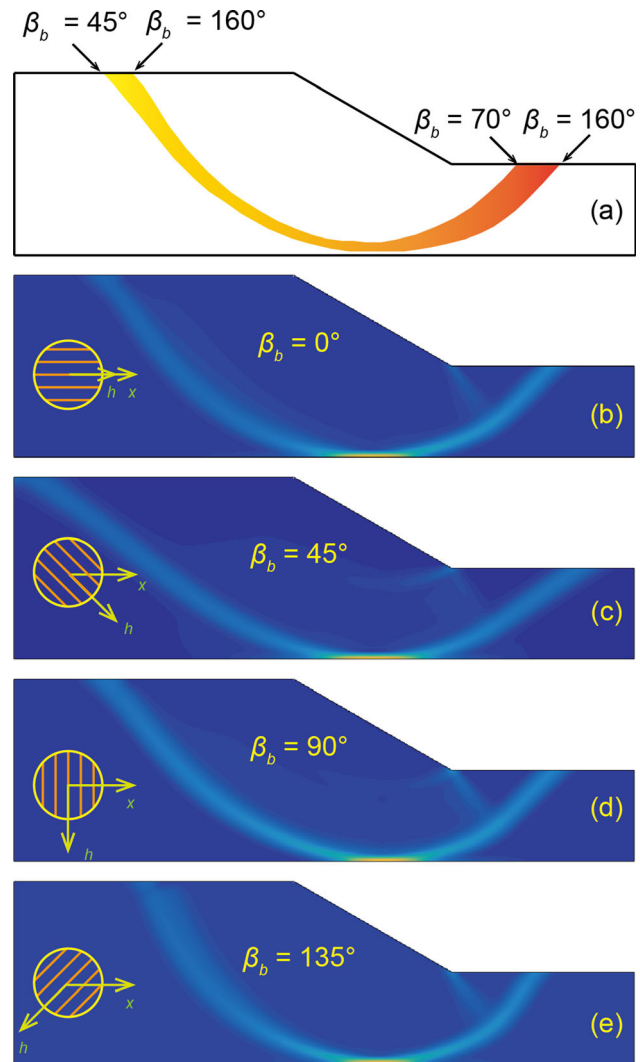 β_b = 45° β_b = 160°
β_b = 70° β_b = 160°
(a)
β_b = 0°
h x
(b)
β_b = 45°
x
h
(c)
β_b = 90°
x
h
(d)
β_b = 135°
x
h
(e)